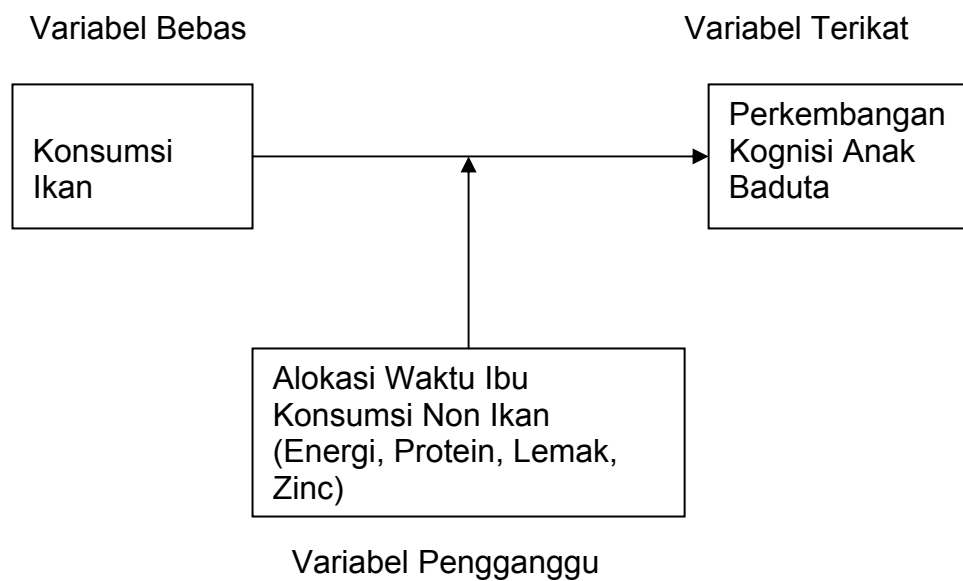 Variabel Bebas
Variabel Terikat
Konsumsi
Ikan
Perkembangan
Kognisi Anak
Baduta
Alokasi Waktu Ibu
Konsumsi Non Ikan
(Energi, Protein, Lemak,
Zinc)
Variabel Pengganggu